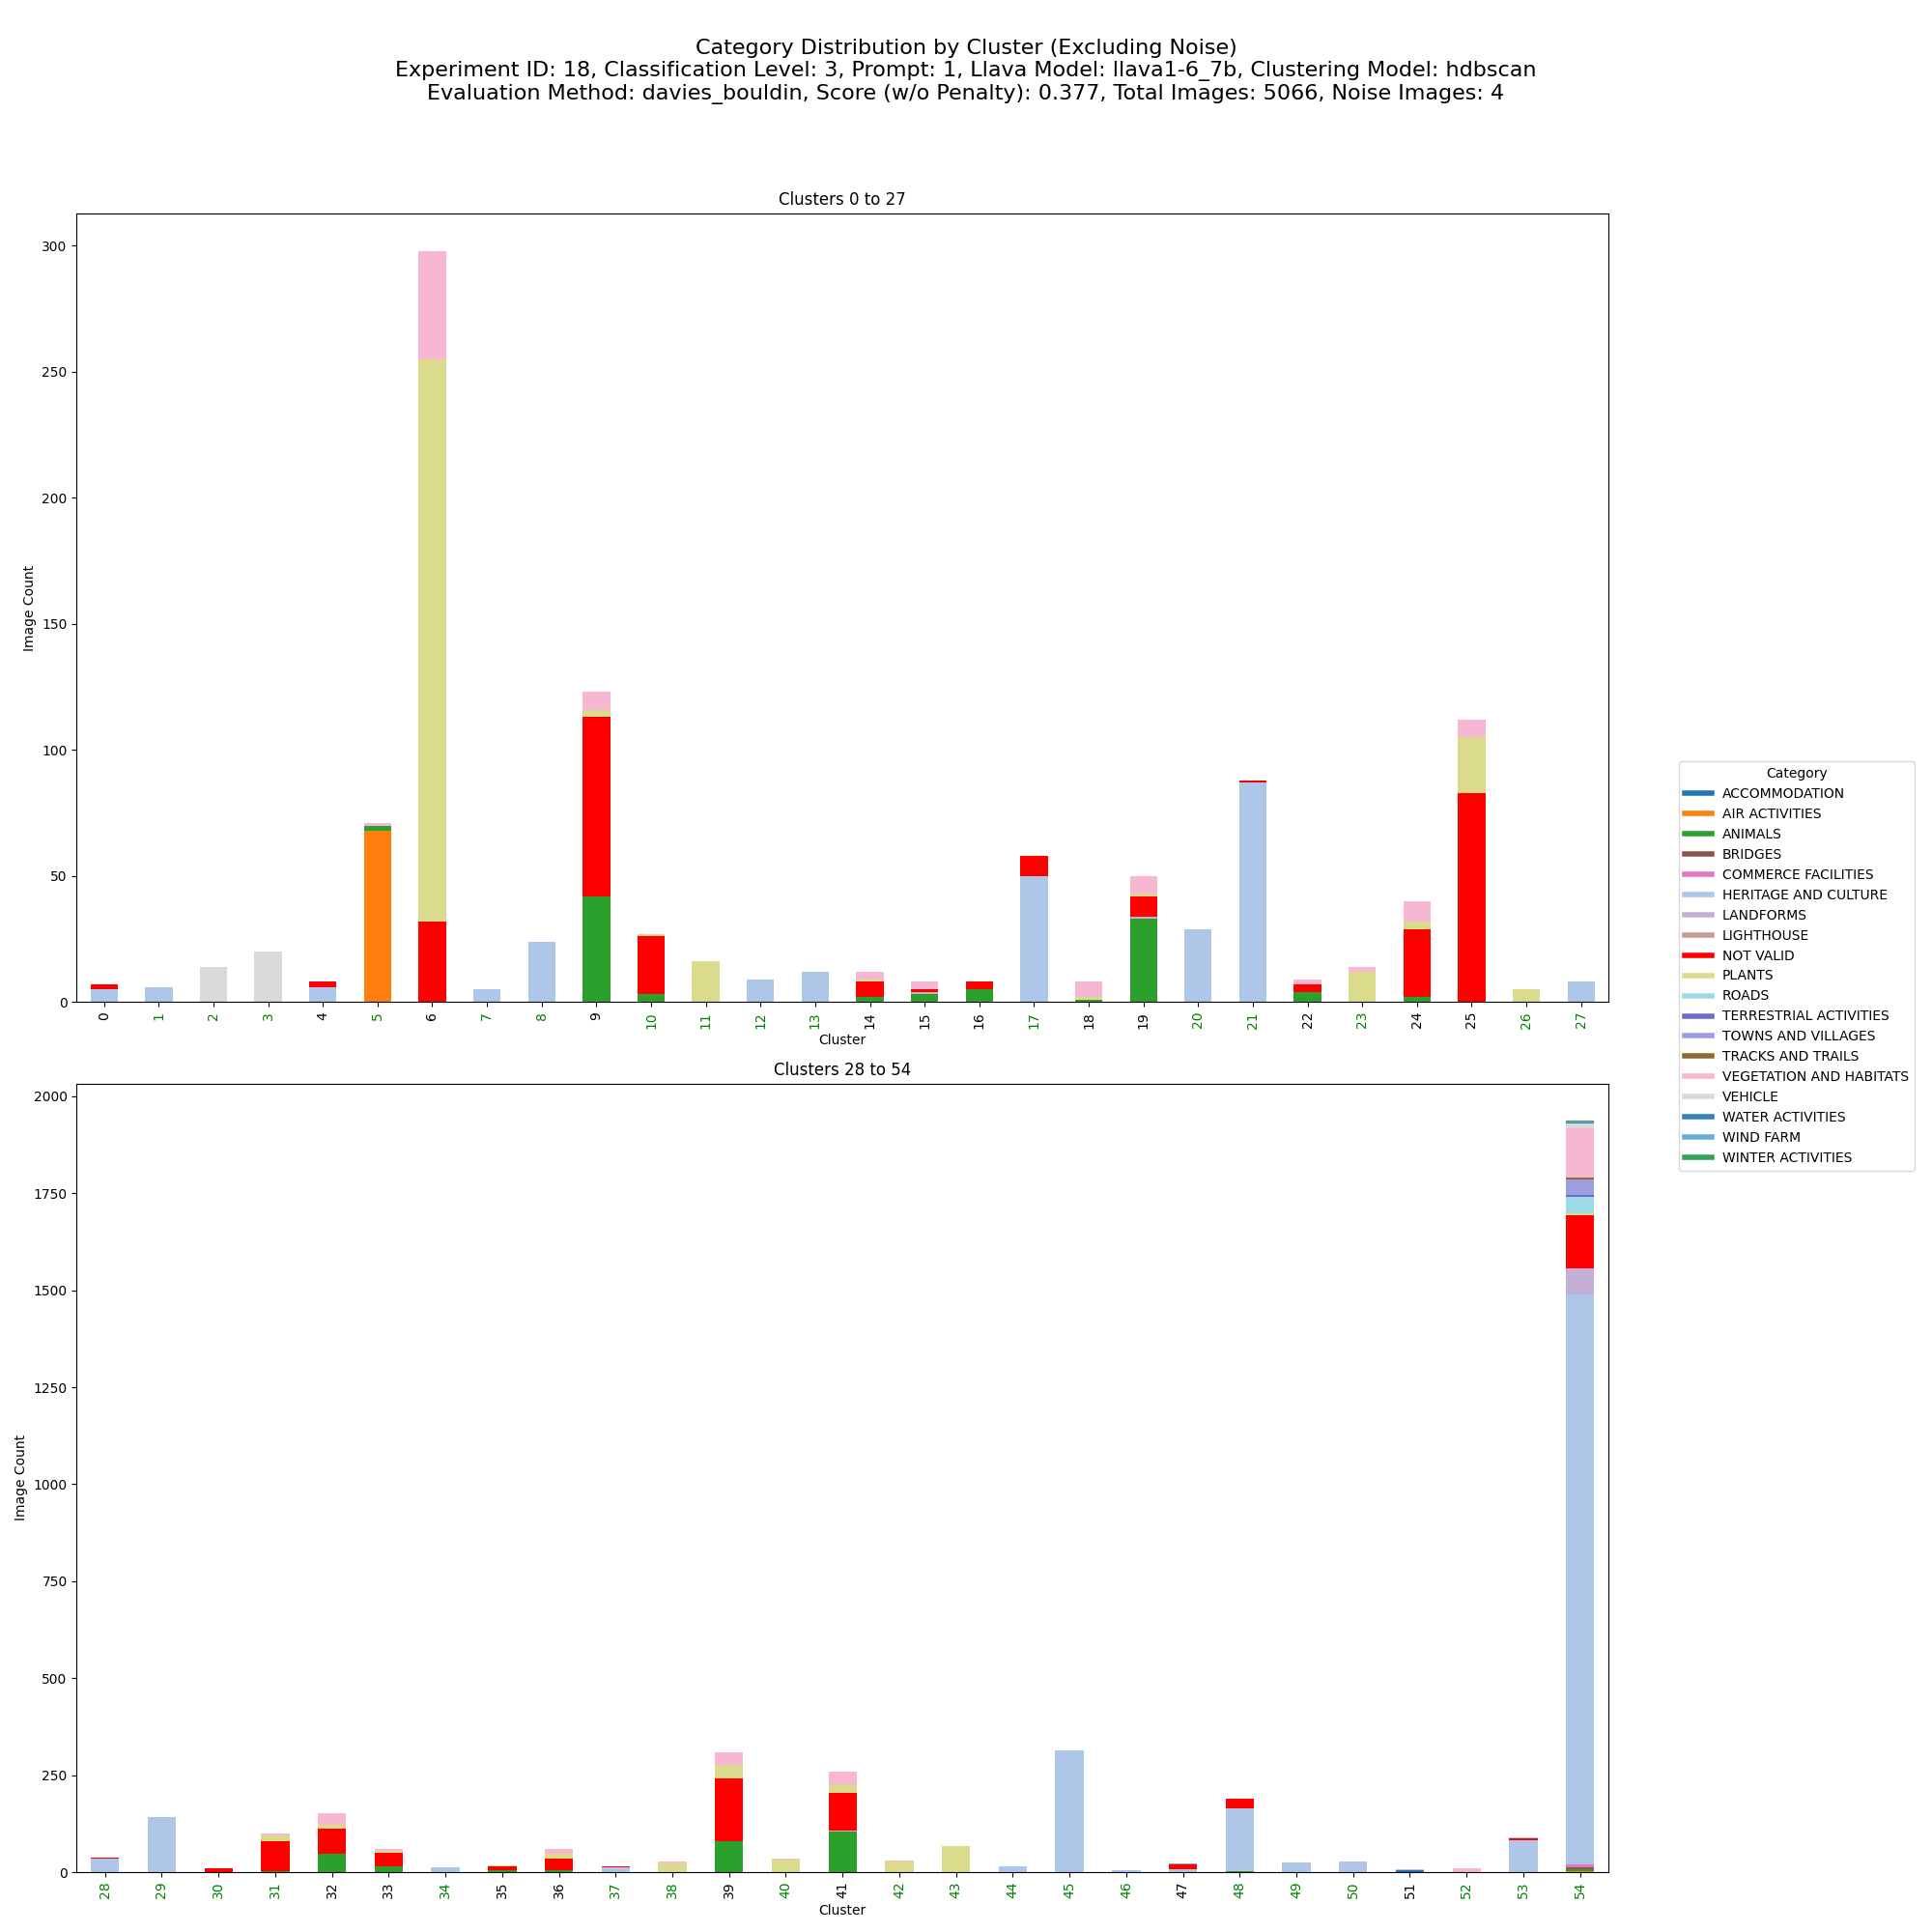 Category Distribution by Cluster (Excluding Noise)
Experiment ID: 18, Classification Level: 3, Prompt: 1, Llava Model: llava1-6_7b, Clustering Model: hdbscan
Evaluation Method: davies_bouldin, Score (w/o Penalty): 0.377, Total Images: 5066, Noise Images: 4
Clusters 0 to 27
Image Count
300
250
200
150
100
50
0
0 1 2 3 4 5 6 7 8 9 10 11 12 13 14 15 16 17 18 19 20 21 22 23 24 25 26 27
Cluster
Clusters 28 to 54
Image Count
2000
1750
1500
1250
1000
750
500
250
0
28 29 30 31 32 33 34 35 36 37 38 39 40 41 42 43 44 45 46 47 48 49 50 51 52 53 54
Cluster
Category
ACCOMMODATION
AIR ACTIVITIES
ANIMALS
BRIDGES
COMMERCE FACILITIES
HERITAGE AND CULTURE
LANDFORMS
LIGHTHOUSE
NOT VALID
PLANTS
ROADS
TERRESTRIAL ACTIVITIES
TOWNS AND VILLAGES
TRACKS AND TRAILS
VEGETATION AND HABITATS
VEHICLE
WATER ACTIVITIES
WIND FARM
WINTER ACTIVITIES